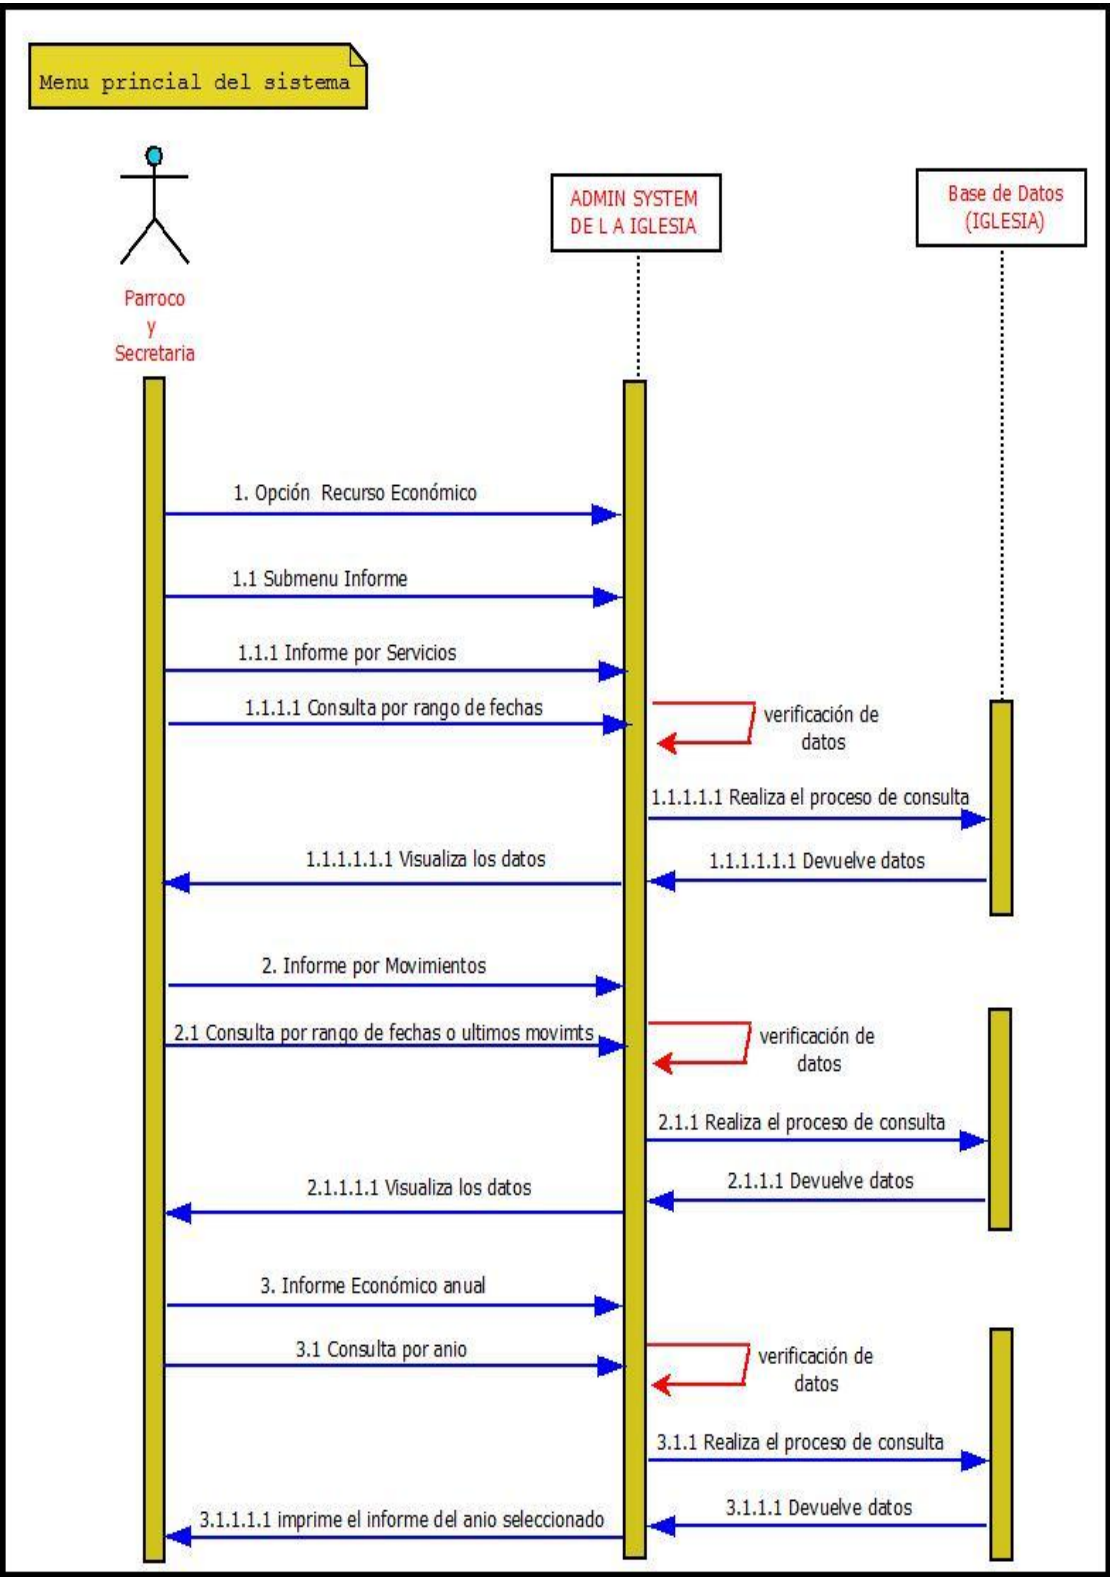 Menu princial del sistema
ADMIN SYSTEM
DE L A IGLESIA
Base de Datos
(IGLESIA)
Parroco
y
Secretaria
1. Opción Recurso Económico
1.1 Submenu Informe
1.1.1 Informe por Servicios
1.1.1.1 Consulta por rango de fechas
verificación de
datos
1.1.1.1.1 Realiza el proceso de consulta
1.1.1.1.1.1 Visualiza los datos
1.1.1.1.1.1 Devuelve datos
2. Informe por Movimientos
2.1 Consulta por rango de fechas o ultimos movimts
verificación de
datos
2.1.1 Realiza el proceso de consulta
2.1.1.1 Devuelve datos
2.1.1.1.1 Visualiza los datos
3. Informe Económico anual
3.1 Consulta por anio
verificación de
datos
3.1.1 Realiza el proceso de consulta
3.1.1.1 Devuelve datos
3.1.1.1.1 imprime el informe del anio seleccionado